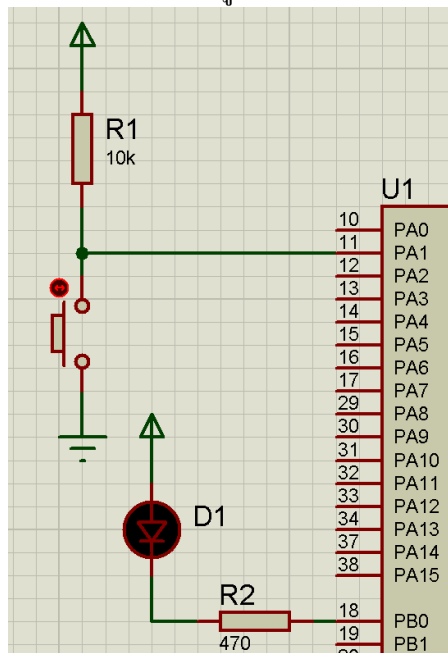 R1
10k
U1
10 PA0
11 PA1
12 PA2
13 PA3
14 PA4
15 PA5
16 PA6
17 PA7
29 PA8
30 PA9
31 PA10
32 PA11
33 PA12
34 PA13
37 PA14
38 PA15
D1
R2
470
18 PB0
19 PB1